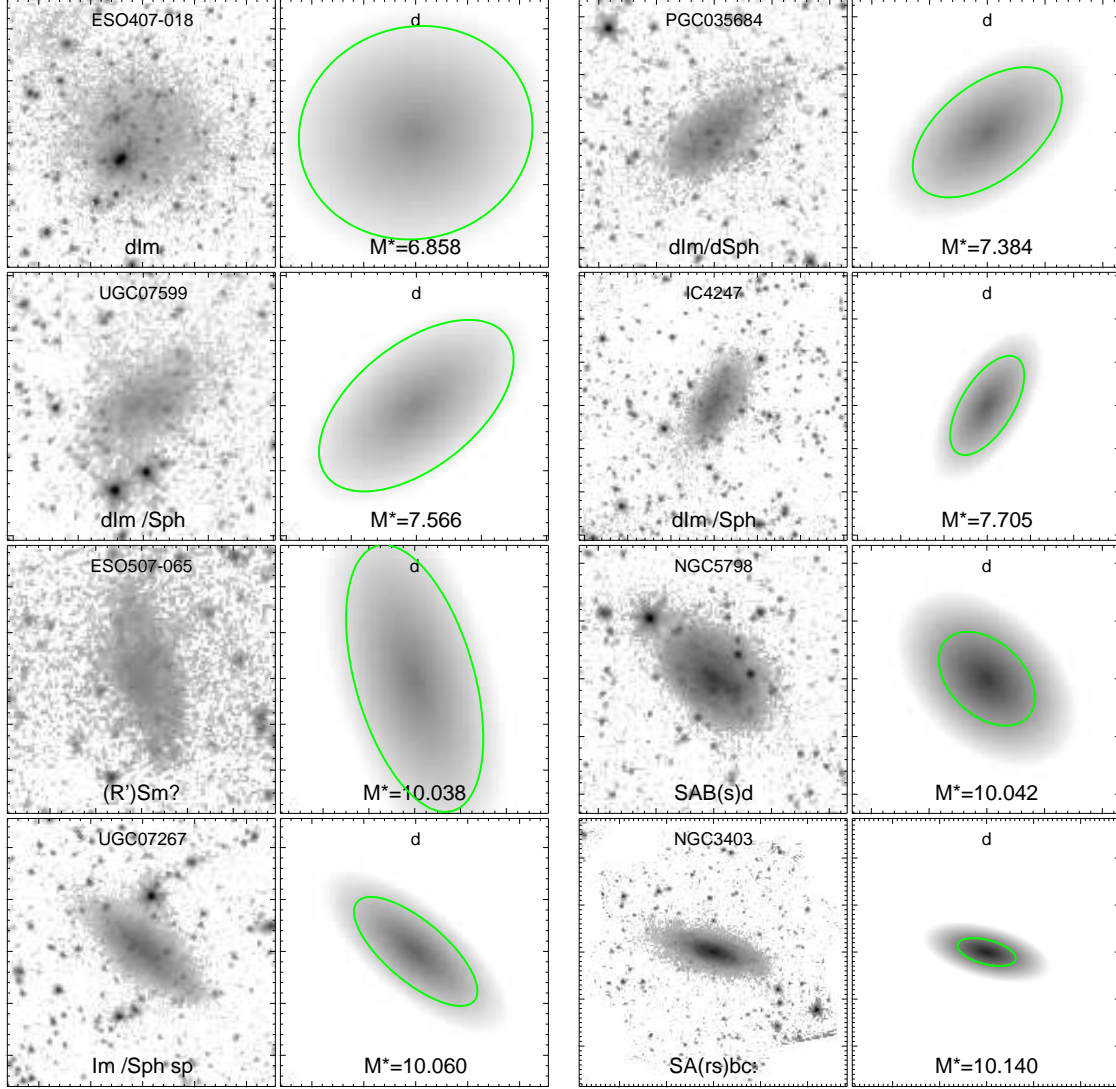 ESO407-018
d
dIm
M*=6.858
PGC035684
d
dIm/dSph
M*=7.384
UGC07599
d
dIm /Sph
M*=7.566
IC4247
d
dIm /Sph
M*=7.705
ESO507-065
d
(R')Sm?
M*=10.038
NGC5798
d
SAB(s)d
M*=10.042
UGC07267
d
Im /Sph sp
M*=10.060
NGC3403
d
SA(rs)bc:
M*=10.140